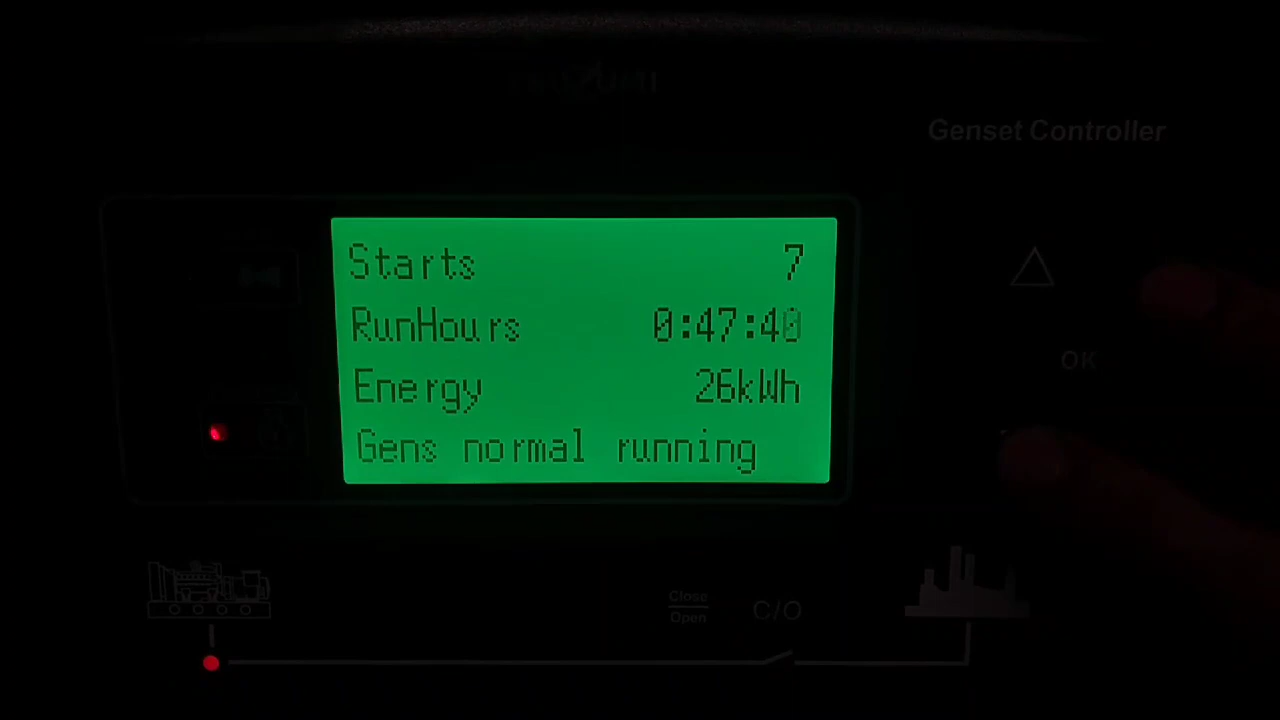 Genset Controller
Starts 7
RunHours 0:47:40
Energy 26kWh
Gens normal running
OK
Close
Open
C/O